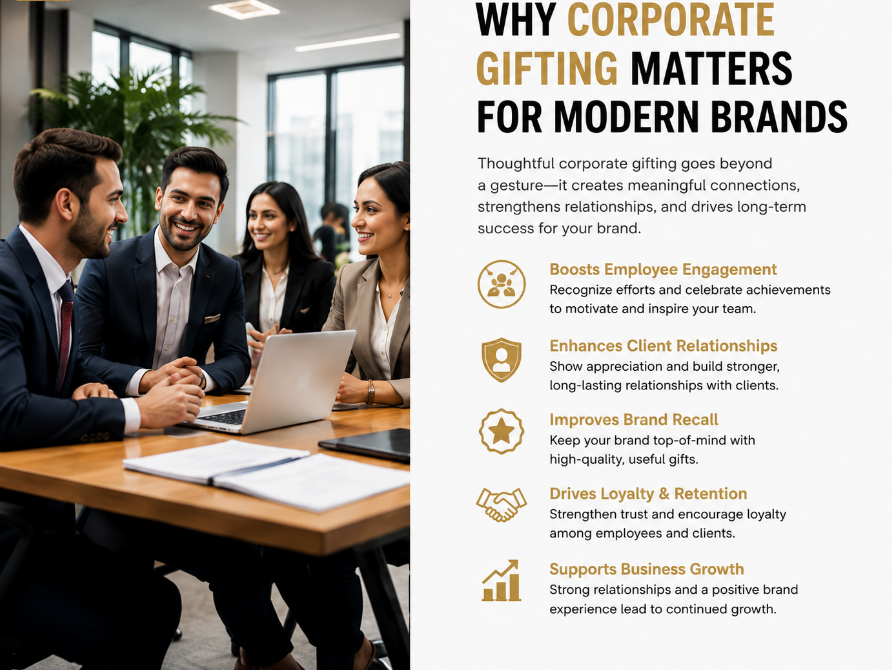 WHY CORPORATE
GIFTING MATTERS
FOR MODERN BRANDS
Thoughtful corporate gifting goes beyond
a gesture—it creates meaningful connections,
strengthens relationships, and drives long-term
success for your brand.
Boosts Employee Engagement
Recognize efforts and celebrate achievements
to motivate and inspire your team.
Enhances Client Relationships
Show appreciation and build stronger,
long-lasting relationships with clients.
Improves Brand Recall
Keep your brand top-of-mind with
high-quality, useful gifts.
Drives Loyalty & Retention
Strengthen trust and encourage loyalty
among employees and clients.
Supports Business Growth
Strong relationships and a positive brand
experience lead to continued growth.